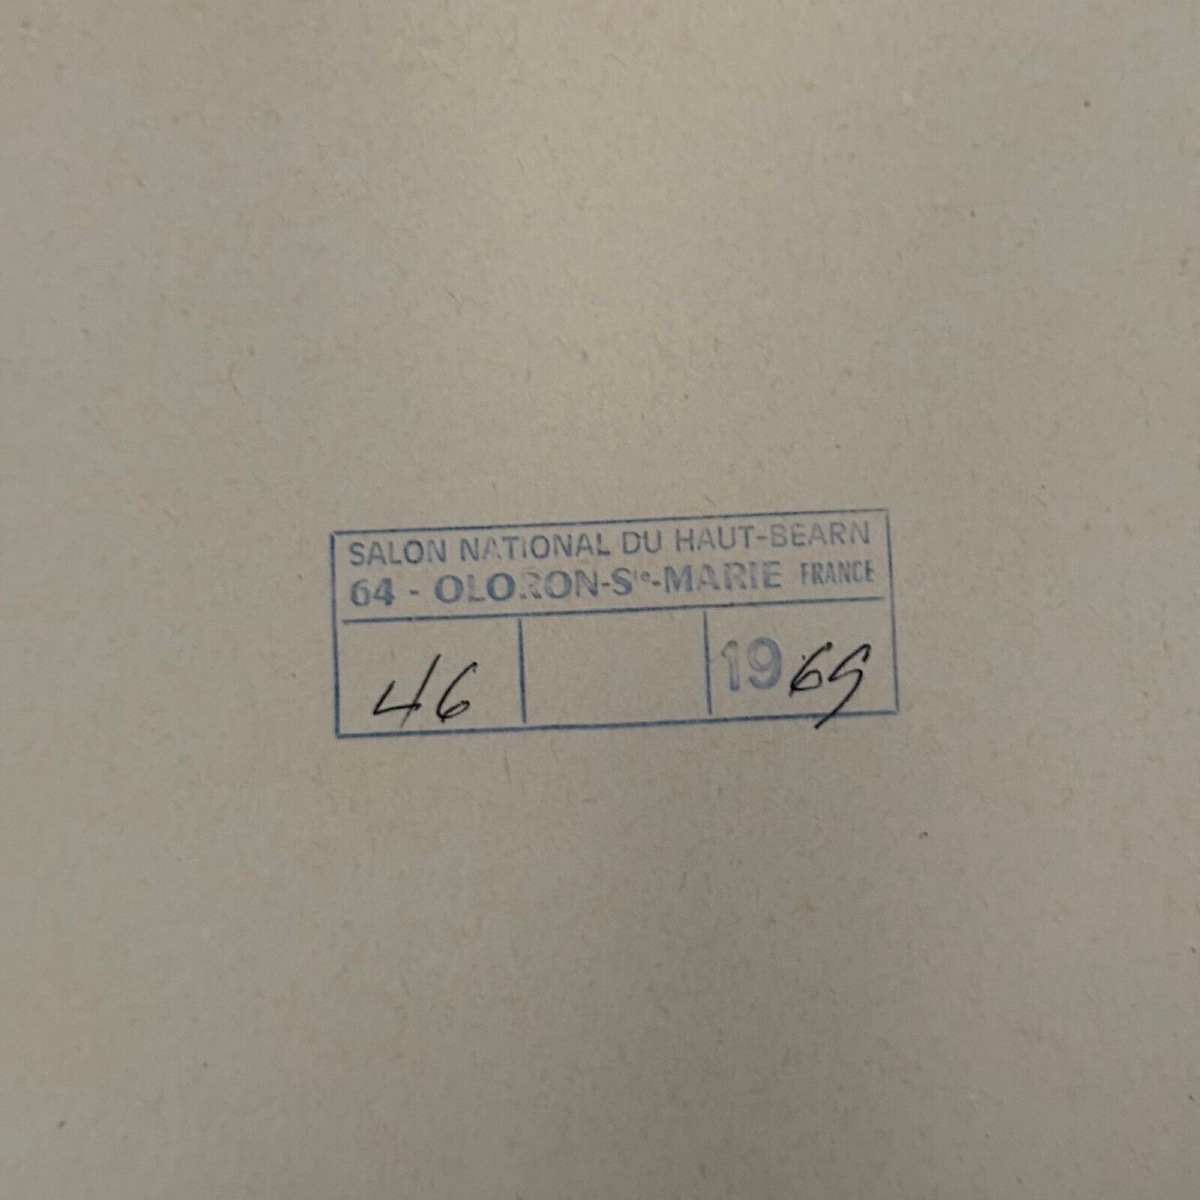 SALON NATIONAL DU HAUT-BEARN
64 - OLORON-Ste-MARIE FRANCE
46 1969